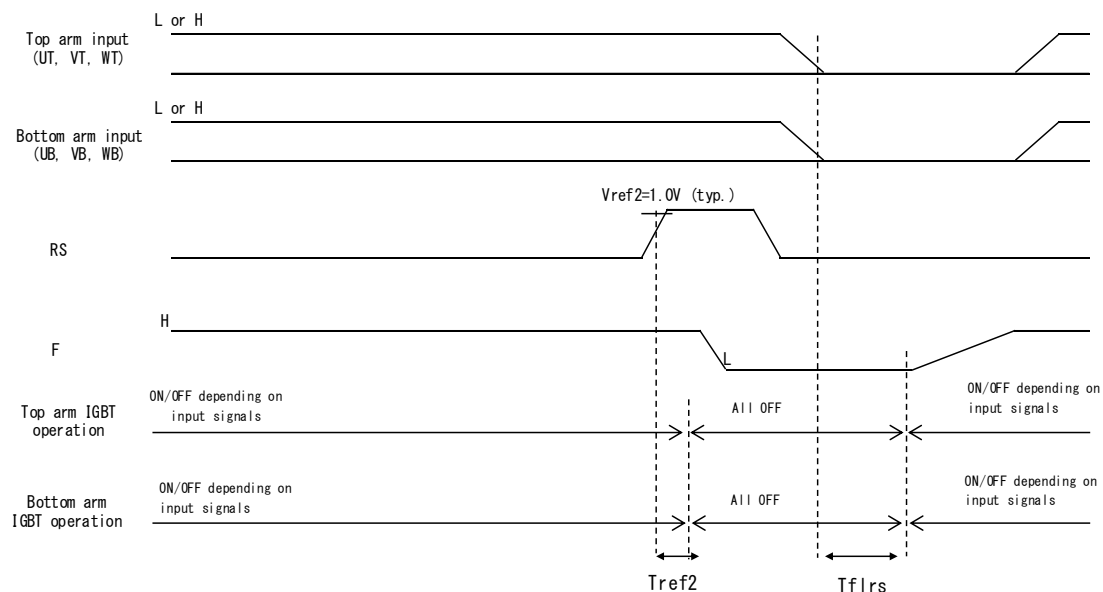 L or H
Top arm input
(UT, VT, WT)
L or H
Bottom arm input
(UB, VB, WB)
Vref2=1.0V (typ.)
RS
H
F
L
ON/OFF depending on
input signals
Top arm IGBT
operation
All OFF
ON/OFF depending on
input signals
ON/OFF depending on
input signals
Bottom arm
IGBT operation
All OFF
ON/OFF depending on
input signals
Tref2
Tflrs